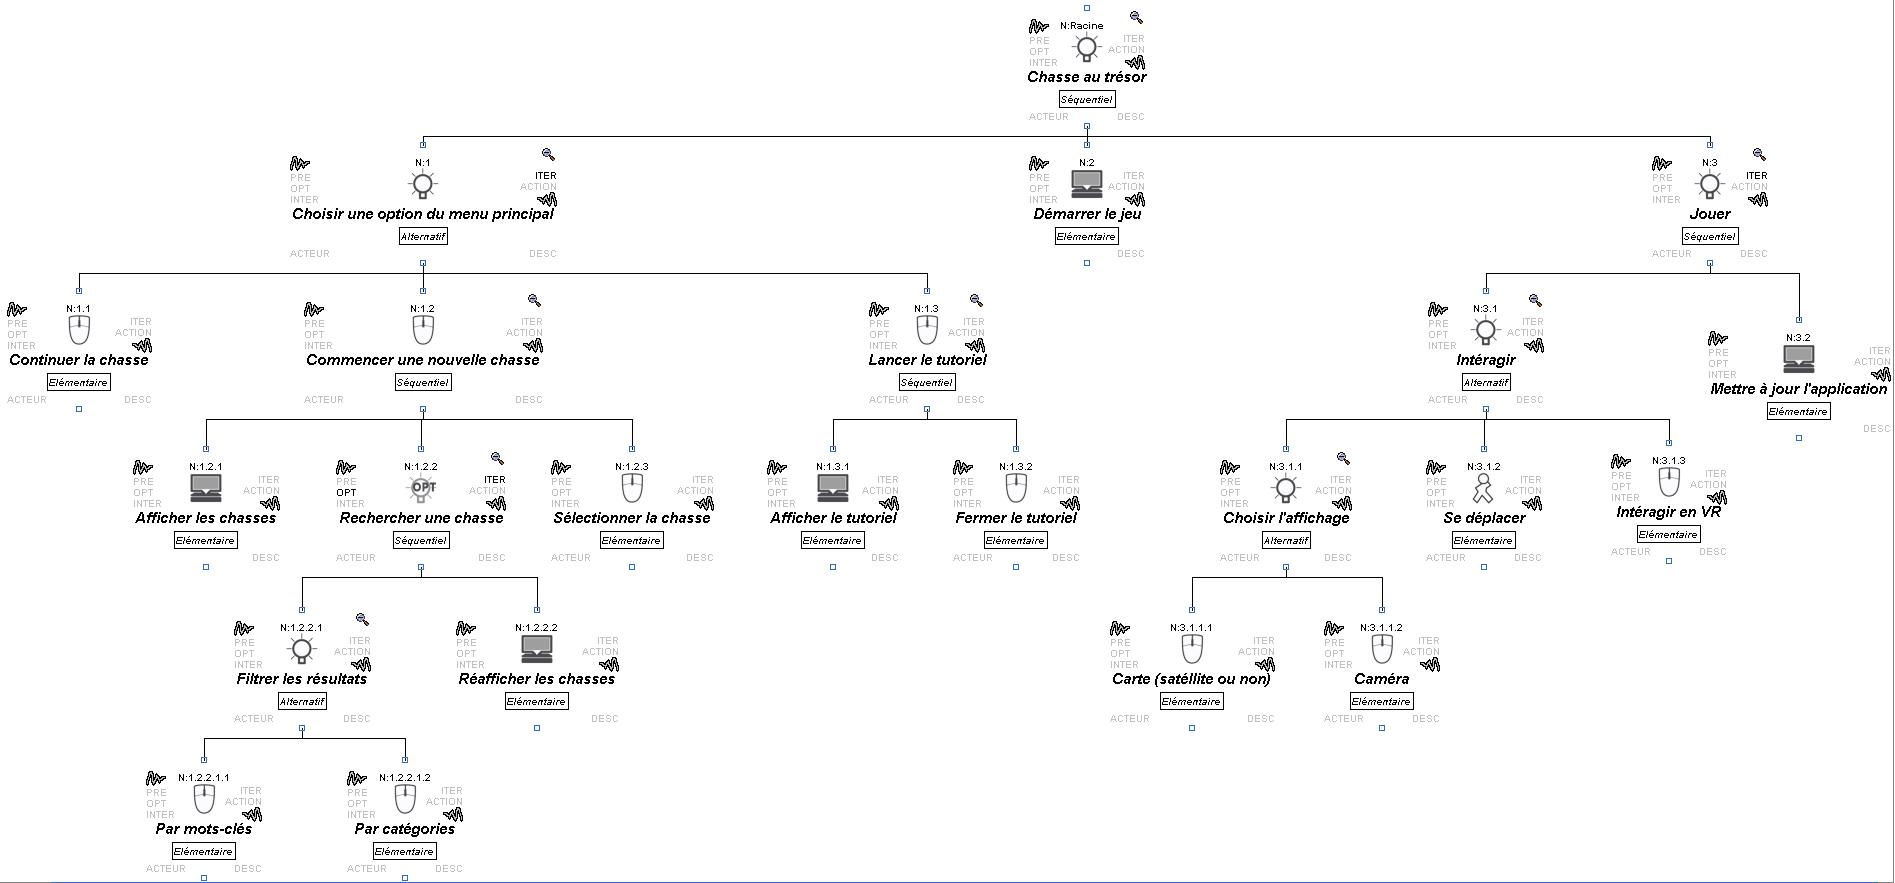 N:Racine
PRE ITER
OPT ACTION
INTER
Chasse au trésor
Séquentiel
ACTEUR DESC
N:1
PRE ITER
OPT ACTION
INTER
Choisir une option du menu principal
Alternatif
ACTEUR DESC
N:2
PRE ITER
OPT ACTION
INTER
Démarrer le jeu
Elémentaire
DESC
N:3
PRE ITER
OPT ACTION
INTER
Jouer
Séquentiel
ACTEUR DESC
N:1.1
PRE ITER
OPT ACTION
INTER
Continuer la chasse
Elémentaire
ACTEUR DESC
N:1.2
PRE ITER
OPT ACTION
INTER
Commencer une nouvelle chasse
Séquentiel
ACTEUR DESC
N:1.3
PRE ITER
OPT ACTION
INTER
Lancer le tutoriel
Séquentiel
ACTEUR DESC
N:3.1
PRE ITER
OPT ACTION
INTER
Intéragir
Alternatif
ACTEUR DESC
N:3.2
PRE ITER
OPT ACTION
INTER
Mettre à jour l'application
Elémentaire
DESC
N:1.2.1
PRE ITER
OPT ACTION
INTER
Afficher les chasses
Elémentaire
DESC
N:1.2.2
PRE ITER
OPT OPT ACTION
INTER
Rechercher une chasse
Séquentiel
ACTEUR DESC
N:1.2.3
PRE ITER
OPT ACTION
INTER
Sélectionner la chasse
Elémentaire
ACTEUR DESC
N:1.3.1
PRE ITER
OPT ACTION
INTER
Afficher le tutoriel
Elémentaire
DESC
N:1.3.2
PRE ITER
OPT ACTION
INTER
Fermer le tutoriel
Elémentaire
ACTEUR DESC
N:3.1.1
PRE ITER
OPT ACTION
INTER
Choisir l'affichage
Alternatif
ACTEUR DESC
N:3.1.2
PRE ITER
OPT ACTION
INTER
Se déplacer
Elémentaire
ACTEUR DESC
N:3.1.3
PRE ITER
OPT ACTION
INTER
Intéragir en VR
Elémentaire
ACTEUR DESC
N:1.2.2.1
PRE ITER
OPT ACTION
INTER
Filtrer les résultats
Alternatif
ACTEUR DESC
N:1.2.2.2
PRE ITER
OPT ACTION
INTER
Réafficher les chasses
Elémentaire
DESC
N:3.1.1.1
PRE ITER
OPT ACTION
INTER
Carte (satéllite ou non)
Elémentaire
ACTEUR DESC
N:3.1.1.2
PRE ITER
OPT ACTION
INTER
Caméra
Elémentaire
ACTEUR DESC
N:1.2.2.1.1
PRE ITER
OPT ACTION
INTER
Par mots-clés
Elémentaire
ACTEUR DESC
N:1.2.2.1.2
PRE ITER
OPT ACTION
INTER
Par catégories
Elémentaire
ACTEUR DESC